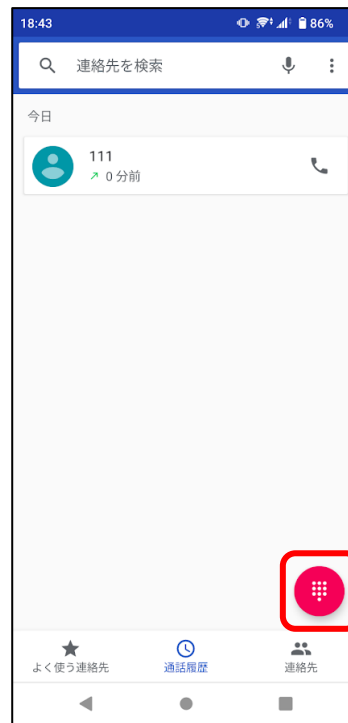 18:43 86%
連絡先を検索
今日
111
0 分前
よく使う連絡先 通話履歴 連絡先